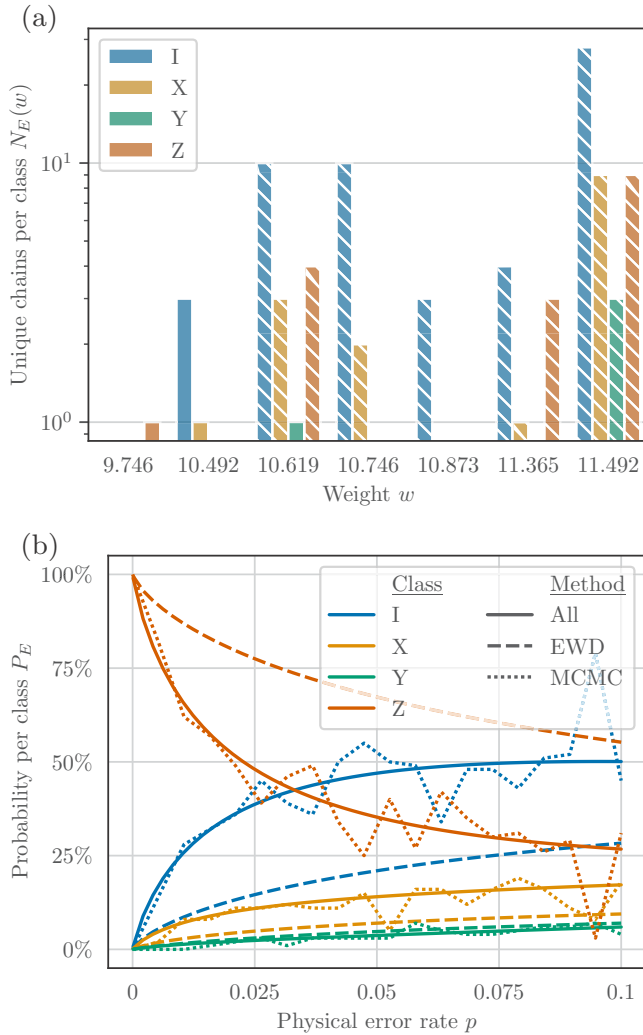 (a)
Unique chains per class N_E(w)
I
X
Y
Z
10^1
10^0
9.746 10.492 10.619 10.746 10.873 11.365 11.492
Weight w
(b)
Probability per class P_E
100%
75%
50%
25%
0%
Class Method
I All
X EWD
Y MCMC
Z
0 0.025 0.05 0.075 0.1
Physical error rate p